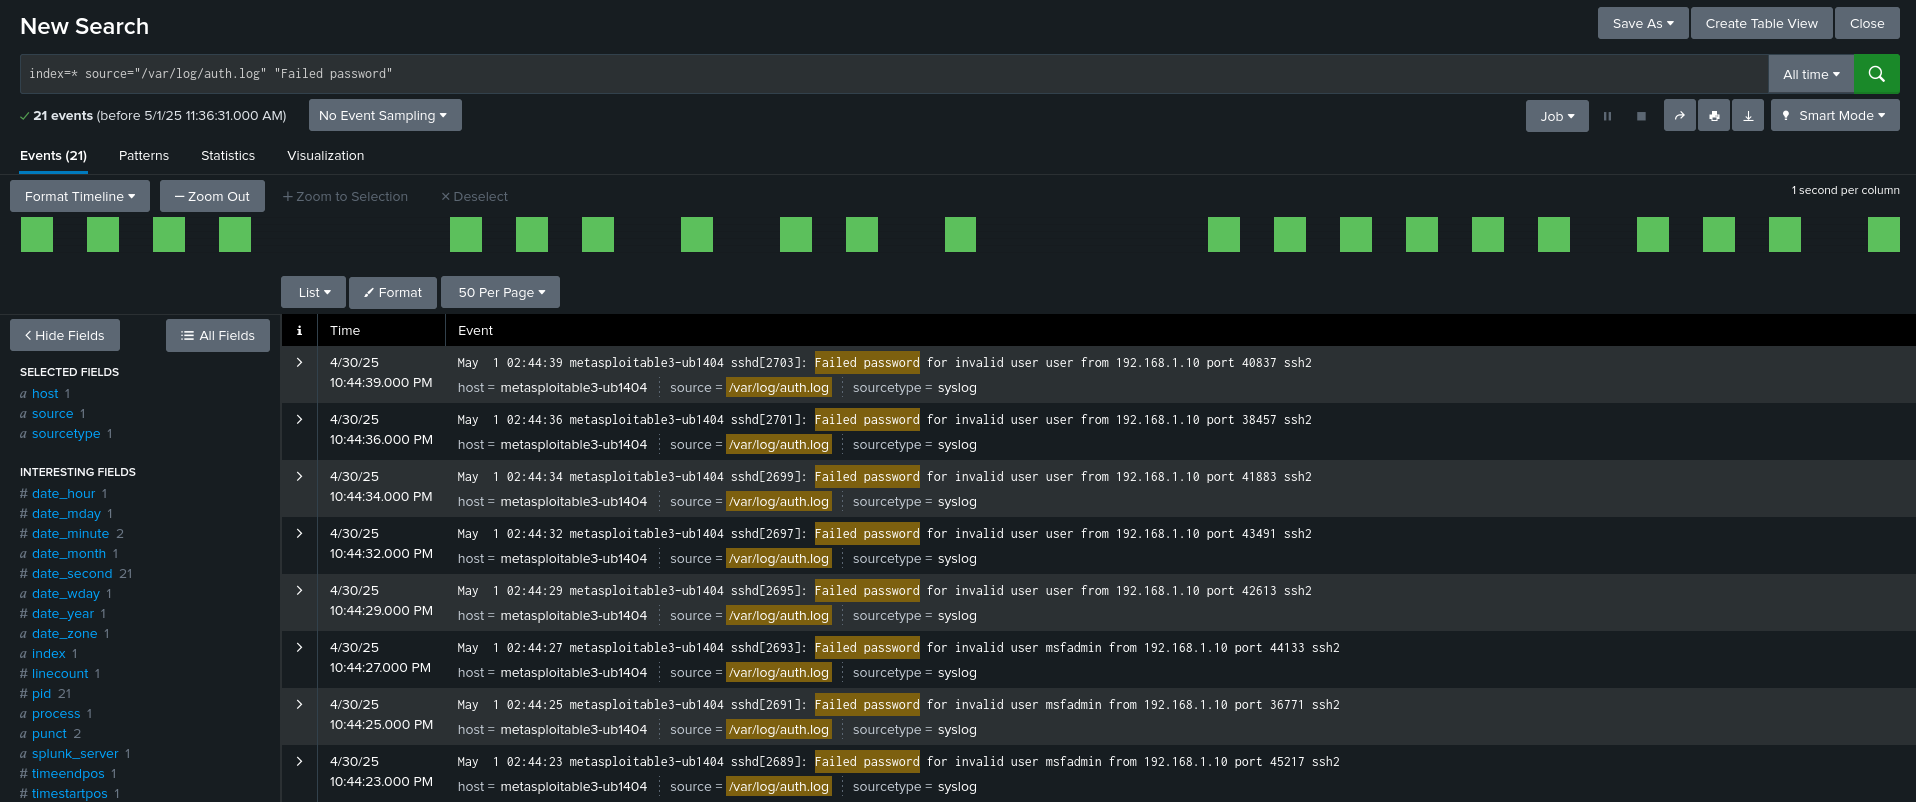 New Search
Save As
Create Table View
Close
index=* source="/var/log/auth.log" "Failed password"
All time
21 events (before 5/1/25 11:36:31.000 AM)
No Event Sampling
Job
Smart Mode
Events (21)
Patterns
Statistics
Visualization
Format Timeline
Zoom Out
Zoom to Selection
Deselect
1 second per column
List
Format
50 Per Page
Hide Fields
All Fields
SELECTED FIELDS
a host 1
a source 1
a sourcetype 1
INTERESTING FIELDS
# date_hour 1
# date_mday 1
# date_minute 2
a date_month 1
# date_second 21
a date_wday 1
# date_year 1
a date_zone 1
a index 1
# linecount 1
# pid 21
a process 1
a punct 2
a splunk_server 1
# timeendpos 1
# timestartpos 1
i Time Event
4/30/25
10:44:39.000 PM
May  1 02:44:39 metasploitable3-ub1404 sshd[2703]: Failed password for invalid user user from 192.168.1.10 port 40837 ssh2
host = metasploitable3-ub1404 source = /var/log/auth.log sourcetype = syslog
4/30/25
10:44:36.000 PM
May  1 02:44:36 metasploitable3-ub1404 sshd[2701]: Failed password for invalid user user from 192.168.1.10 port 38457 ssh2
host = metasploitable3-ub1404 source = /var/log/auth.log sourcetype = syslog
4/30/25
10:44:34.000 PM
May  1 02:44:34 metasploitable3-ub1404 sshd[2699]: Failed password for invalid user user from 192.168.1.10 port 41883 ssh2
host = metasploitable3-ub1404 source = /var/log/auth.log sourcetype = syslog
4/30/25
10:44:32.000 PM
May  1 02:44:32 metasploitable3-ub1404 sshd[2697]: Failed password for invalid user user from 192.168.1.10 port 43491 ssh2
host = metasploitable3-ub1404 source = /var/log/auth.log sourcetype = syslog
4/30/25
10:44:29.000 PM
May  1 02:44:29 metasploitable3-ub1404 sshd[2695]: Failed password for invalid user user from 192.168.1.10 port 42613 ssh2
host = metasploitable3-ub1404 source = /var/log/auth.log sourcetype = syslog
4/30/25
10:44:27.000 PM
May  1 02:44:27 metasploitable3-ub1404 sshd[2693]: Failed password for invalid user msfadmin from 192.168.1.10 port 44133 ssh2
host = metasploitable3-ub1404 source = /var/log/auth.log sourcetype = syslog
4/30/25
10:44:25.000 PM
May  1 02:44:25 metasploitable3-ub1404 sshd[2691]: Failed password for invalid user msfadmin from 192.168.1.10 port 36771 ssh2
host = metasploitable3-ub1404 source = /var/log/auth.log sourcetype = syslog
4/30/25
10:44:23.000 PM
May  1 02:44:23 metasploitable3-ub1404 sshd[2689]: Failed password for invalid user msfadmin from 192.168.1.10 port 45217 ssh2
host = metasploitable3-ub1404 source = /var/log/auth.log sourcetype = syslog